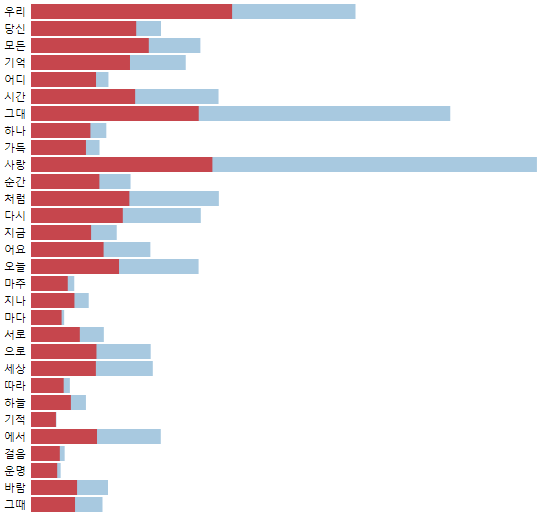 우리
당신
모든
기억
어디
시간
그대
하나
가득
사랑
순간
처럼
다시
지금
어요
오늘
마주
지나
마다
서로
으로
세상
따라
하늘
기적
에서
걸음
운명
바람
그때